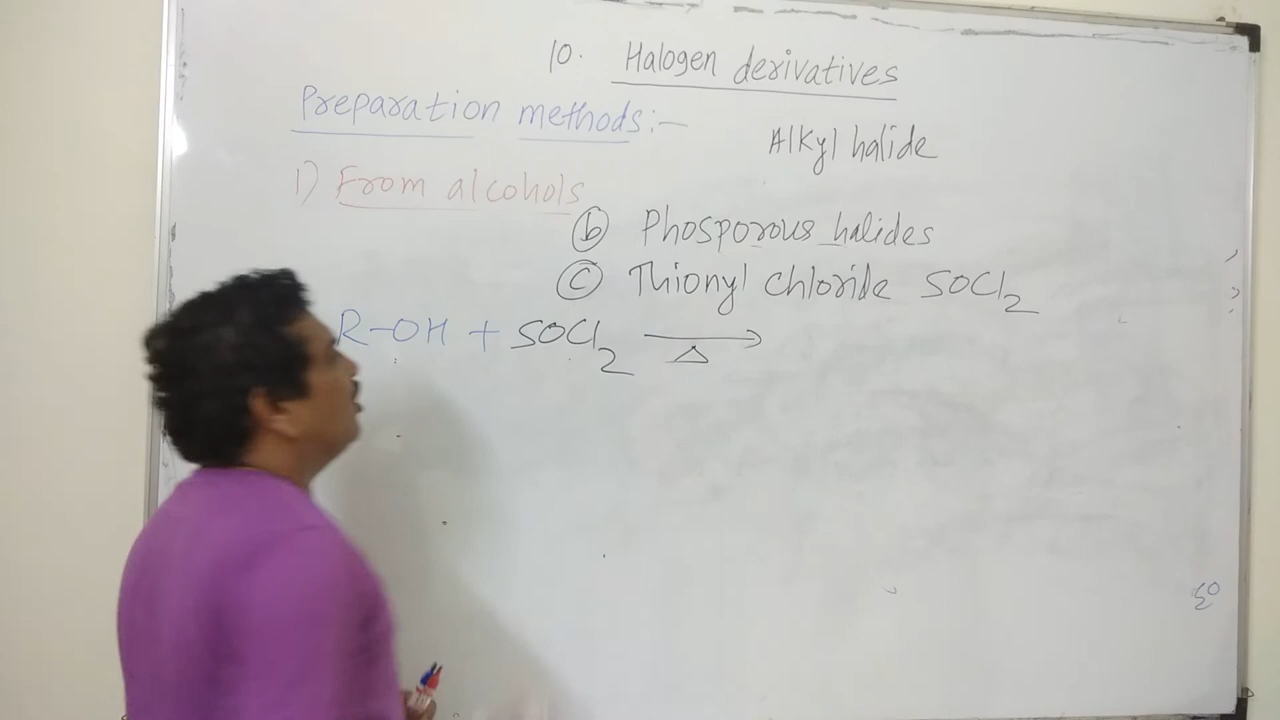 10. Halogen derivatives
Preparation methods:-
Alkyl halide
1) From alcohols
b Phosporous halides
c Thionyl chloride SOCl2
R-OH + SOCl2 ⟶ Δ